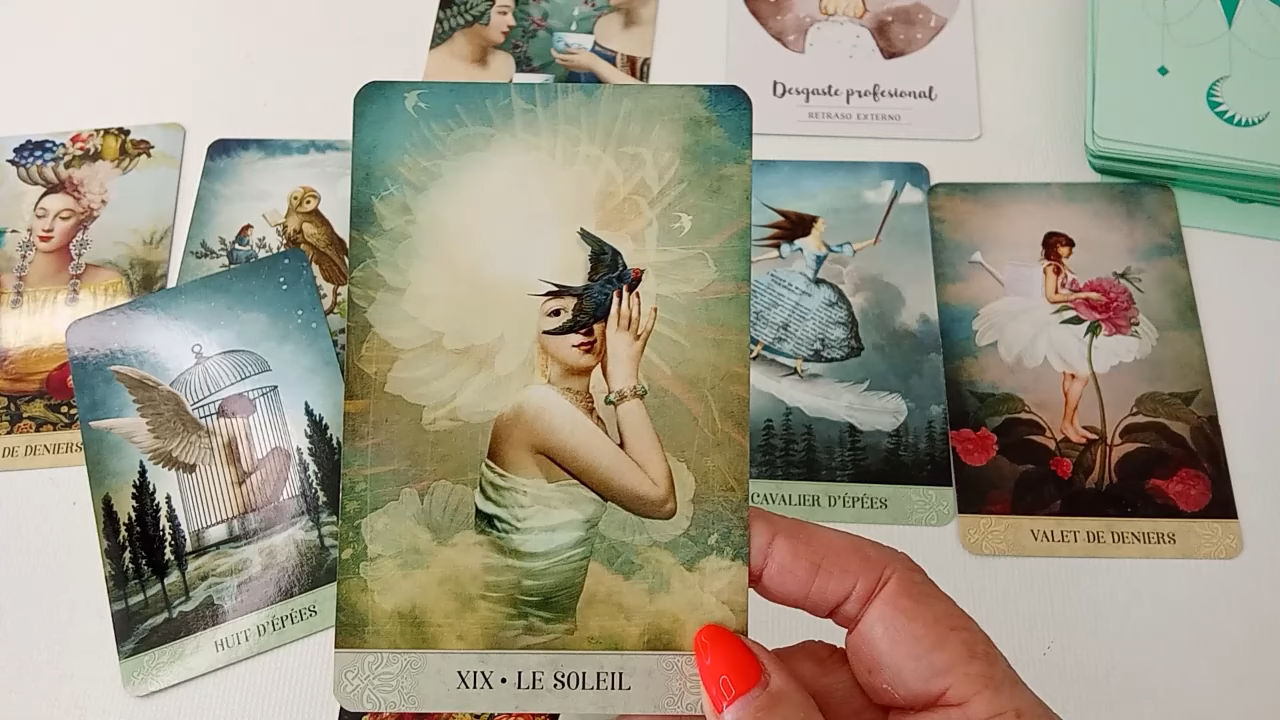 Desgaste profesional
RETRASO EXTERNO
DE DENIERS
CAVALIER D'ÉPÉES
VALET DE DENIERS
HUIT D'ÉPÉES
XIX • LE SOLEIL